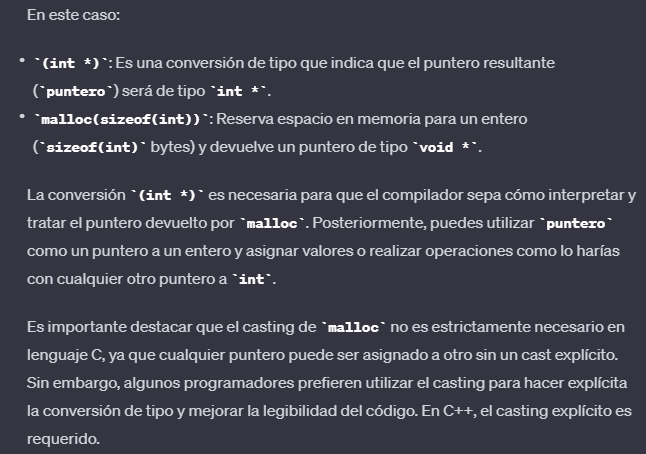 En este caso:
• `(int *)`: Es una conversión de tipo que indica que el puntero resultante
(`puntero`) será de tipo `int *`.
• `malloc(sizeof(int))`: Reserva espacio en memoria para un entero
(`sizeof(int)` bytes) y devuelve un puntero de tipo `void *`.
La conversión `(int *)` es necesaria para que el compilador sepa cómo interpretar y
tratar el puntero devuelto por `malloc`. Posteriormente, puedes utilizar `puntero`
como un puntero a un entero y asignar valores o realizar operaciones como lo harías
con cualquier otro puntero a `int`.
Es importante destacar que el casting de `malloc` no es estrictamente necesario en
lenguaje C, ya que cualquier puntero puede ser asignado a otro sin un cast explícito.
Sin embargo, algunos programadores prefieren utilizar el casting para hacer explícita
la conversión de tipo y mejorar la legibilidad del código. En C++, el casting explícito es
requerido.